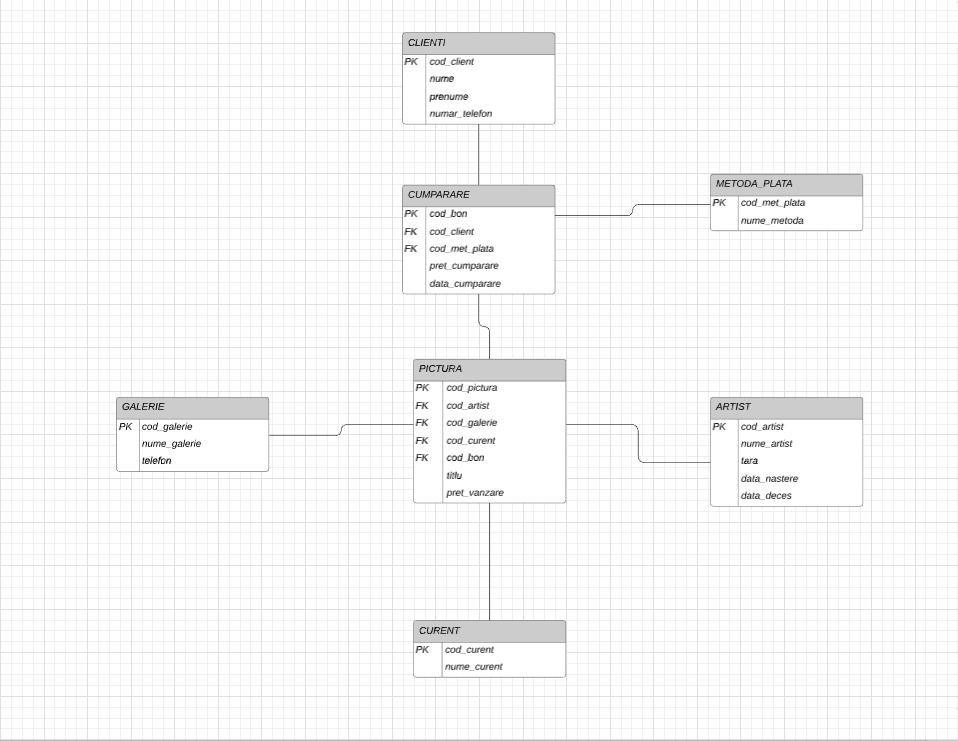 CLIENTI
PK cod_client
nume
prenume
numar_telefon
CUMPARARE
PK cod_bon
FK cod_client
FK cod_met_plata
pret_cumparare
data_cumparare
METODA_PLATA
PK cod_met_plata
nume_metoda
PICTURA
PK cod_pictura
FK cod_artist
FK cod_galerie
FK cod_curent
FK cod_bon
titlu
pret_vanzare
GALERIE
PK cod_galerie
nume_galerie
telefon
ARTIST
PK cod_artist
nume_artist
tara
data_nastere
data_deces
CURENT
PK cod_curent
nume_curent